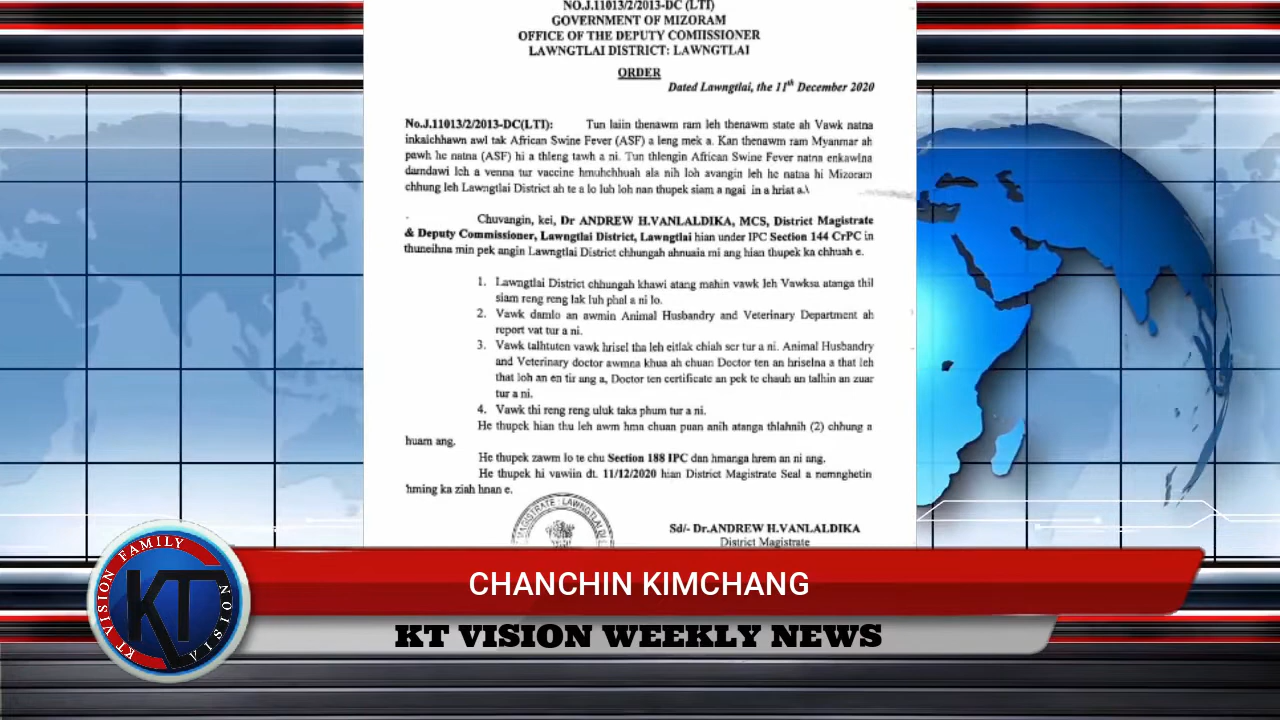 NO.J.11013/2/2013-DC (LTI)
GOVERNMENT OF MIZORAM
OFFICE OF THE DEPUTY COMIISSIONER
LAWNGTLAI DISTRICT: LAWNGTLAI
ORDER
Dated Lawngtlai, the 11th December 2020
No.J.11013/2/2013-DC(LTI): Tun laiin thenawm ram leh thenawm state ah Vawk natna
inkaichhawn awl tak African Swine Fever (ASF) a leng mek a. Kan thenawm ram Myanmar ah
pawh he natna (ASF) hi a thleng tawh a ni. Tun thlengin African Swine Fever natna enkawlna
damdawi leh a venna tur vaccine hmuhchhuah ala nih loh avangin leh he natna hi Mizoram
chhung leh Lawngtlai District ah te a lo luh loh nan thupek siam a ngai in a hriat a.\
Chuvangin, kei, Dr ANDREW H.VANLALDIKA, MCS, District Magistrate
& Deputy Commissioner, Lawngtlai District, Lawngtlai hian under IPC Section 144 CrPC in
thuneihna min pek angin Lawngtlai District chhungah ahnuaia mi ang hian thupek ka chhuah e.
1. Lawngtlai District chhungah khawi atang mahin vawk leh Vawksa atanga thil
siam reng reng lak luh phal a ni lo.
2. Vawk damlo an awmin Animal Husbandry and Veterinary Department ah
report vat tur a ni.
3. Vawk talhtuten vawk hrisel tha leh eitlak chiah ser tur a ni. Animal Husbandry
and Veterinary doctor awmna khua ah chuan Doctor ten an hriselna a that leh
that loh an en tir ang a, Doctor ten certificate an pek te chauh an talhin an zuar
tur a ni.
4. Vawk thi reng reng uluk taka phum tur a ni.
He thupek hian thu leh awm hma chuan puan anih atanga thlahnih (2) chhung a
huam ang.
He thupek zawm lo te chu Section 188 IPC dan hmanga hrem an ni ang.
He thupek hi vawiin dt. 11/12/2020 hian District Magistrate Seal a nemnghetin
hming ka ziah hnan e.
Sd/- Dr.ANDREW H.VANLALDIKA
District Magistrate
MAGISTRATE : LAWNGTLAI
CHANCHIN KIMCHANG
KT VISION WEEKLY NEWS
KT VISION FAMILY
KT
VISION